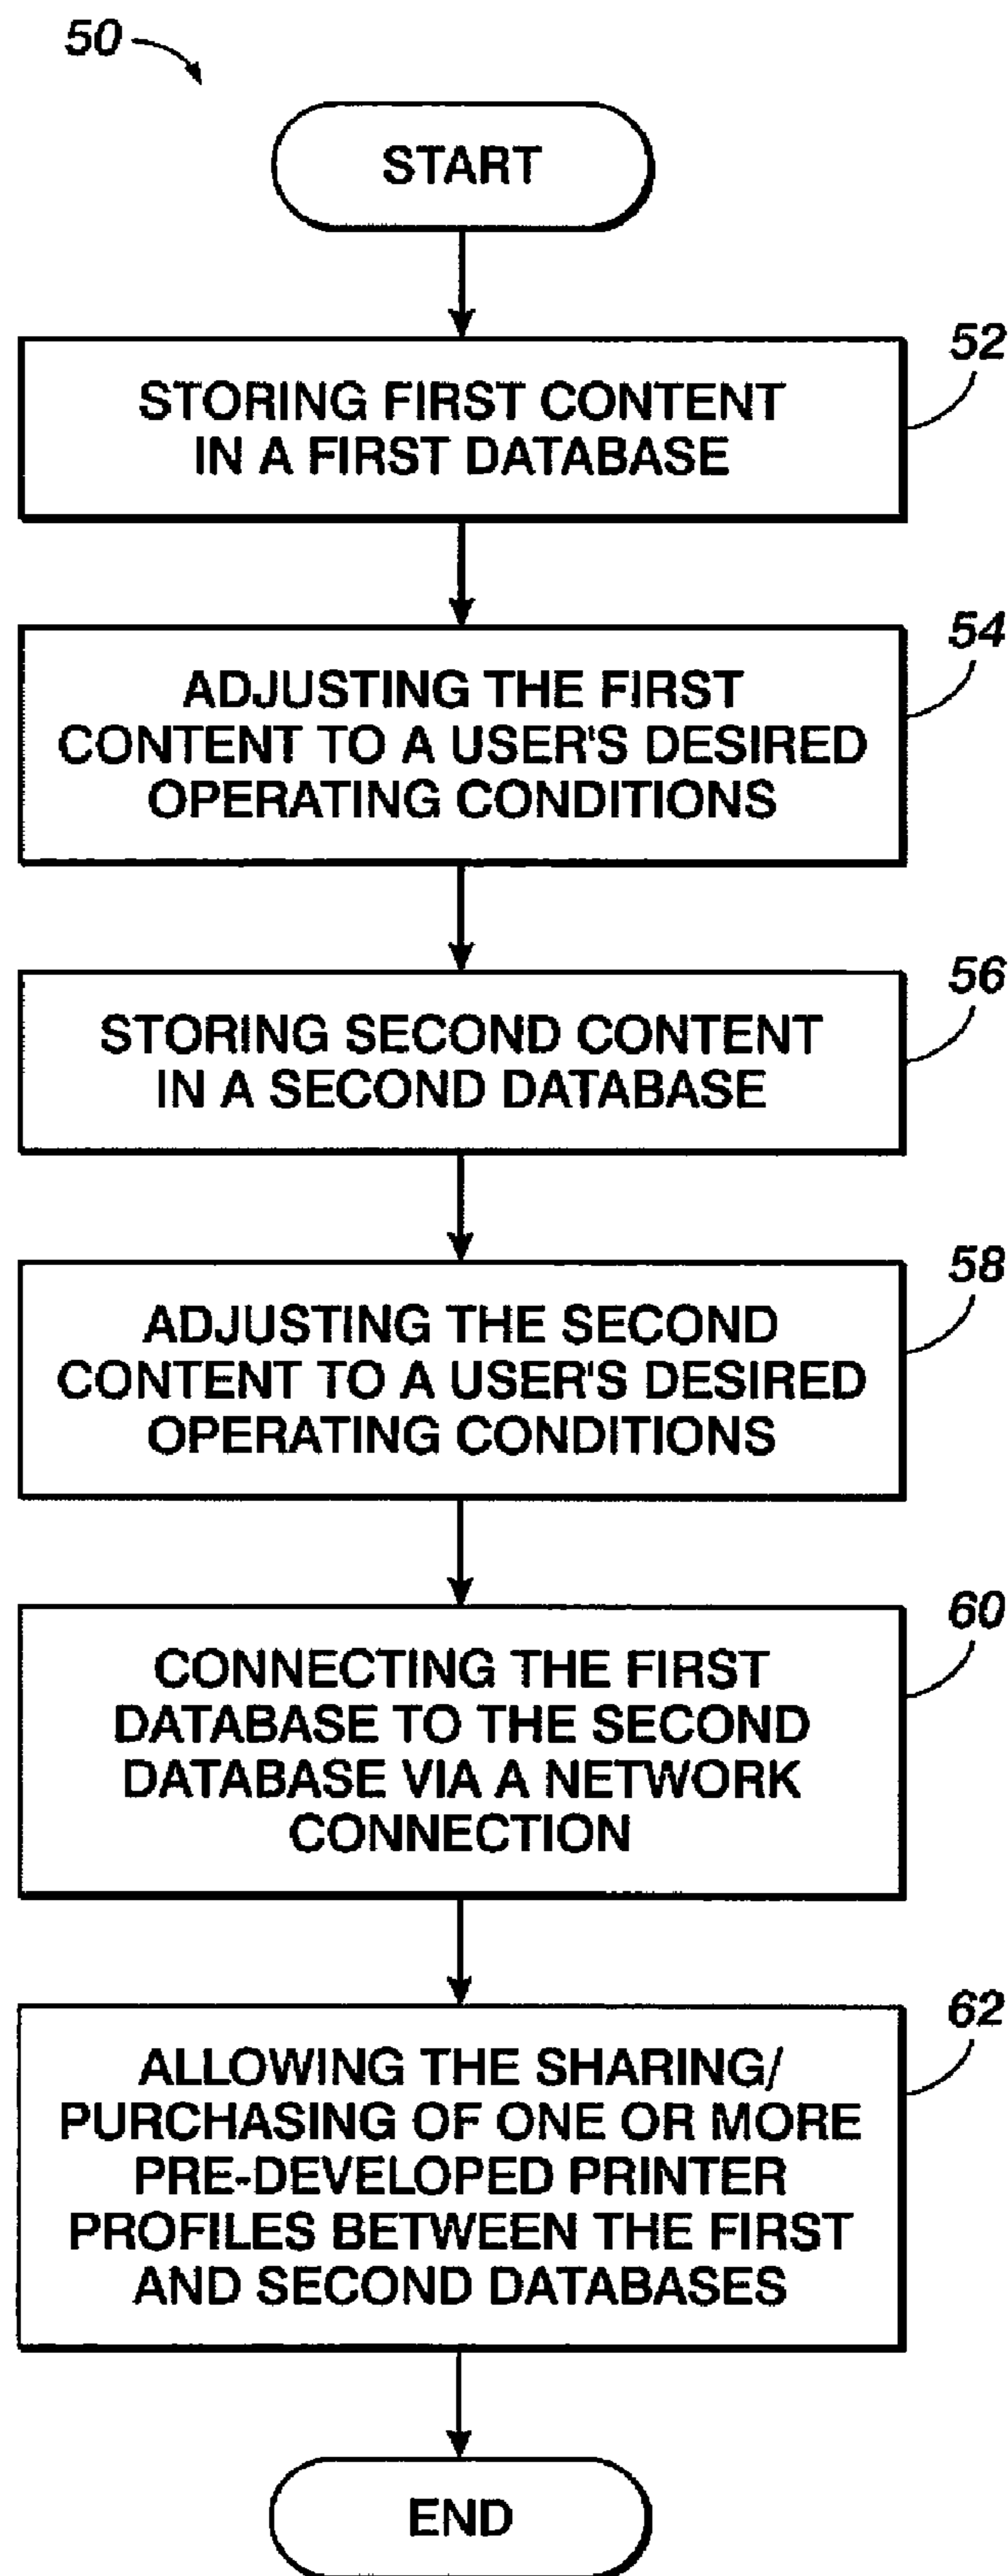 50
START
52
STORING FIRST CONTENT
IN A FIRST DATABASE
54
ADJUSTING THE FIRST
CONTENT TO A USER'S DESIRED
OPERATING CONDITIONS
56
STORING SECOND CONTENT
IN A SECOND DATABASE
58
ADJUSTING THE SECOND
CONTENT TO A USER'S DESIRED
OPERATING CONDITIONS
60
CONNECTING THE FIRST
DATABASE TO THE SECOND
DATABASE VIA A NETWORK
CONNECTION
62
ALLOWING THE SHARING/
PURCHASING OF ONE OR MORE
PRE-DEVELOPED PRINTER
PROFILES BETWEEN THE FIRST
AND SECOND DATABASES
END